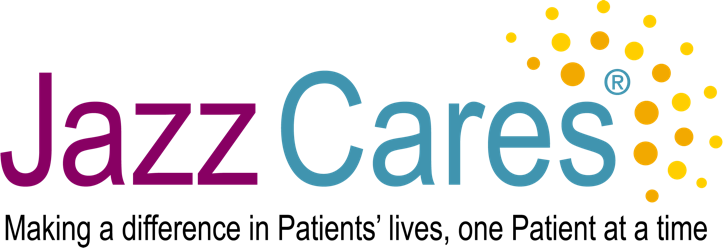 Jazz Cares®
Making a difference in Patients' lives, one Patient at a time